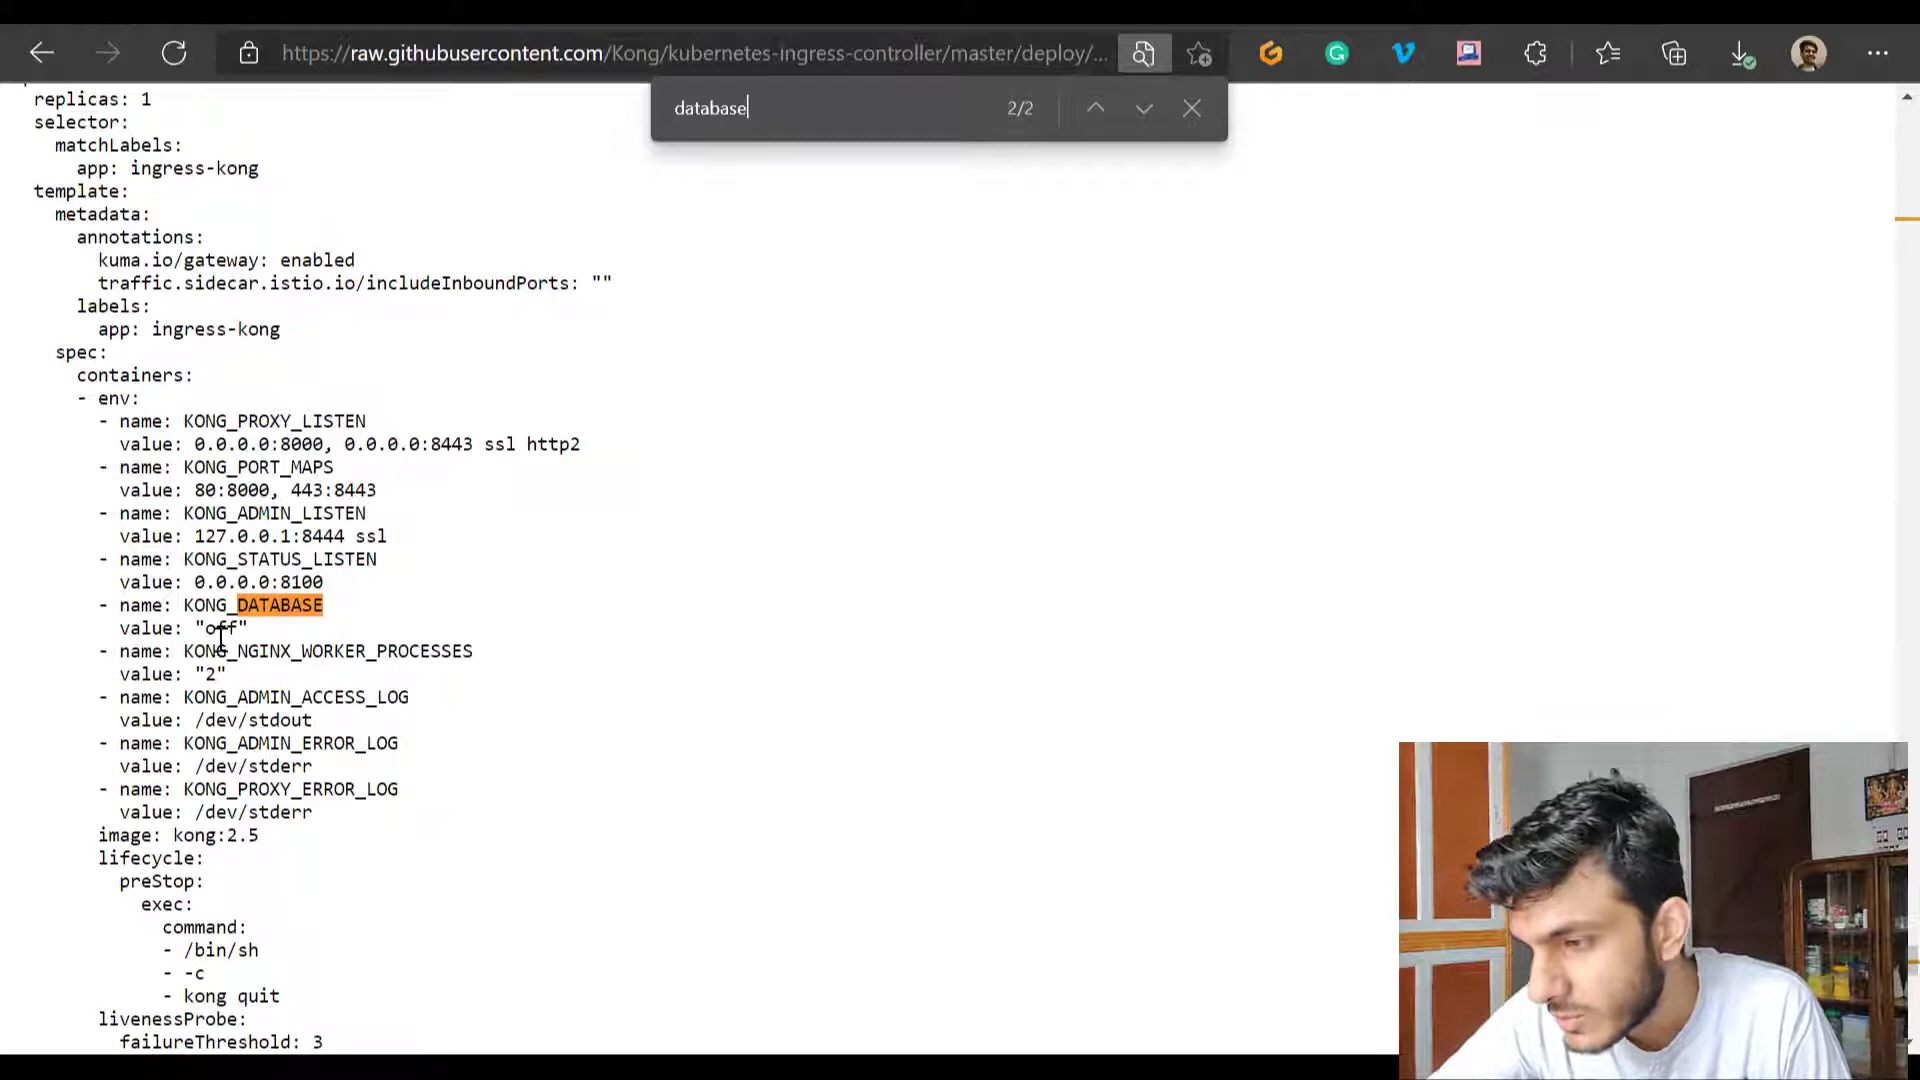 https://raw.githubusercontent.com/Kong/kubernetes-ingress-controller/master/deploy/...
database 2/2
replicas: 1
selector:
matchLabels:
app: ingress-kong
template:
metadata:
annotations:
kuma.io/gateway: enabled
traffic.sidecar.istio.io/includeInboundPorts: ""
labels:
app: ingress-kong
spec:
containers:
- env:
- name: KONG_PROXY_LISTEN
value: 0.0.0.0:8000, 0.0.0.0:8443 ssl http2
- name: KONG_PORT_MAPS
value: 80:8000, 443:8443
- name: KONG_ADMIN_LISTEN
value: 127.0.0.1:8444 ssl
- name: KONG_STATUS_LISTEN
value: 0.0.0.0:8100
- name: KONG_DATABASE
value: "off"
- name: KONG_NGINX_WORKER_PROCESSES
value: "2"
- name: KONG_ADMIN_ACCESS_LOG
value: /dev/stdout
- name: KONG_ADMIN_ERROR_LOG
value: /dev/stderr
- name: KONG_PROXY_ERROR_LOG
value: /dev/stderr
image: kong:2.5
lifecycle:
preStop:
exec:
command:
- /bin/sh
- -c
- kong quit
livenessProbe:
failureThreshold: 3